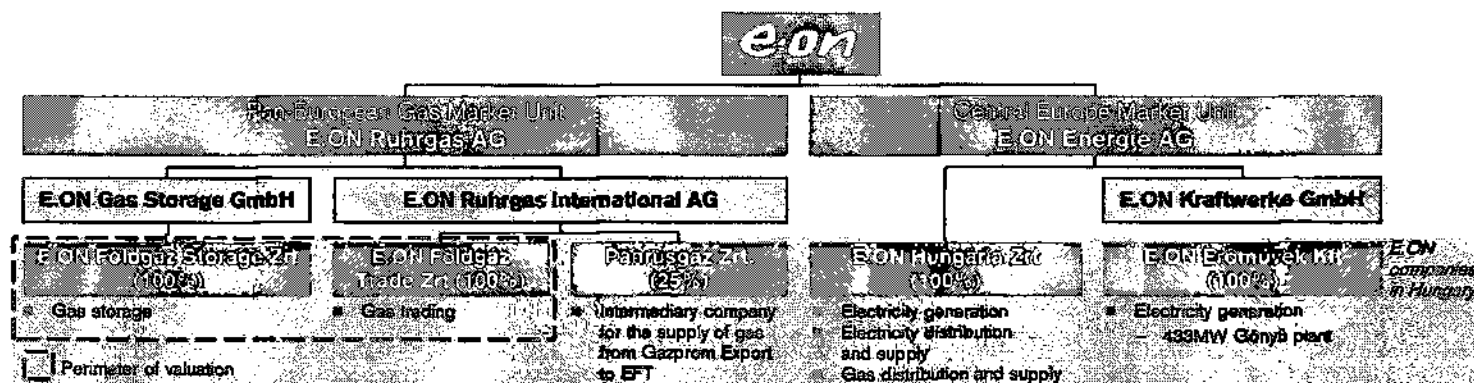 e·on
Pan-European Gas Market Unit
E.ON Ruhrgas AG
Central Europe Market Unit
E.ON Energie AG
E.ON Gas Storage GmbH
E.ON Ruhrgas International AG
E.ON Kraftwerke GmbH
E.ON Földgáz Storage Zrt
(100%)
Gas storage
E.ON Földgáz
Trade Zrt (100%)
Gas trading
Panrusgáz Zrt.
(25%)
Intermediary company
for the supply of gas
from Gazprom Export
to EFT
E.ON Hungária Zrt
(100%)
Electricity generation
Electricity distribution
and supply
Gas distribution and supply
E.ON Erőművek Kft
(100%)
Electricity generation
– 433MW Gönyű plant
E.ON
companies
in Hungary
Perimeter of valuation